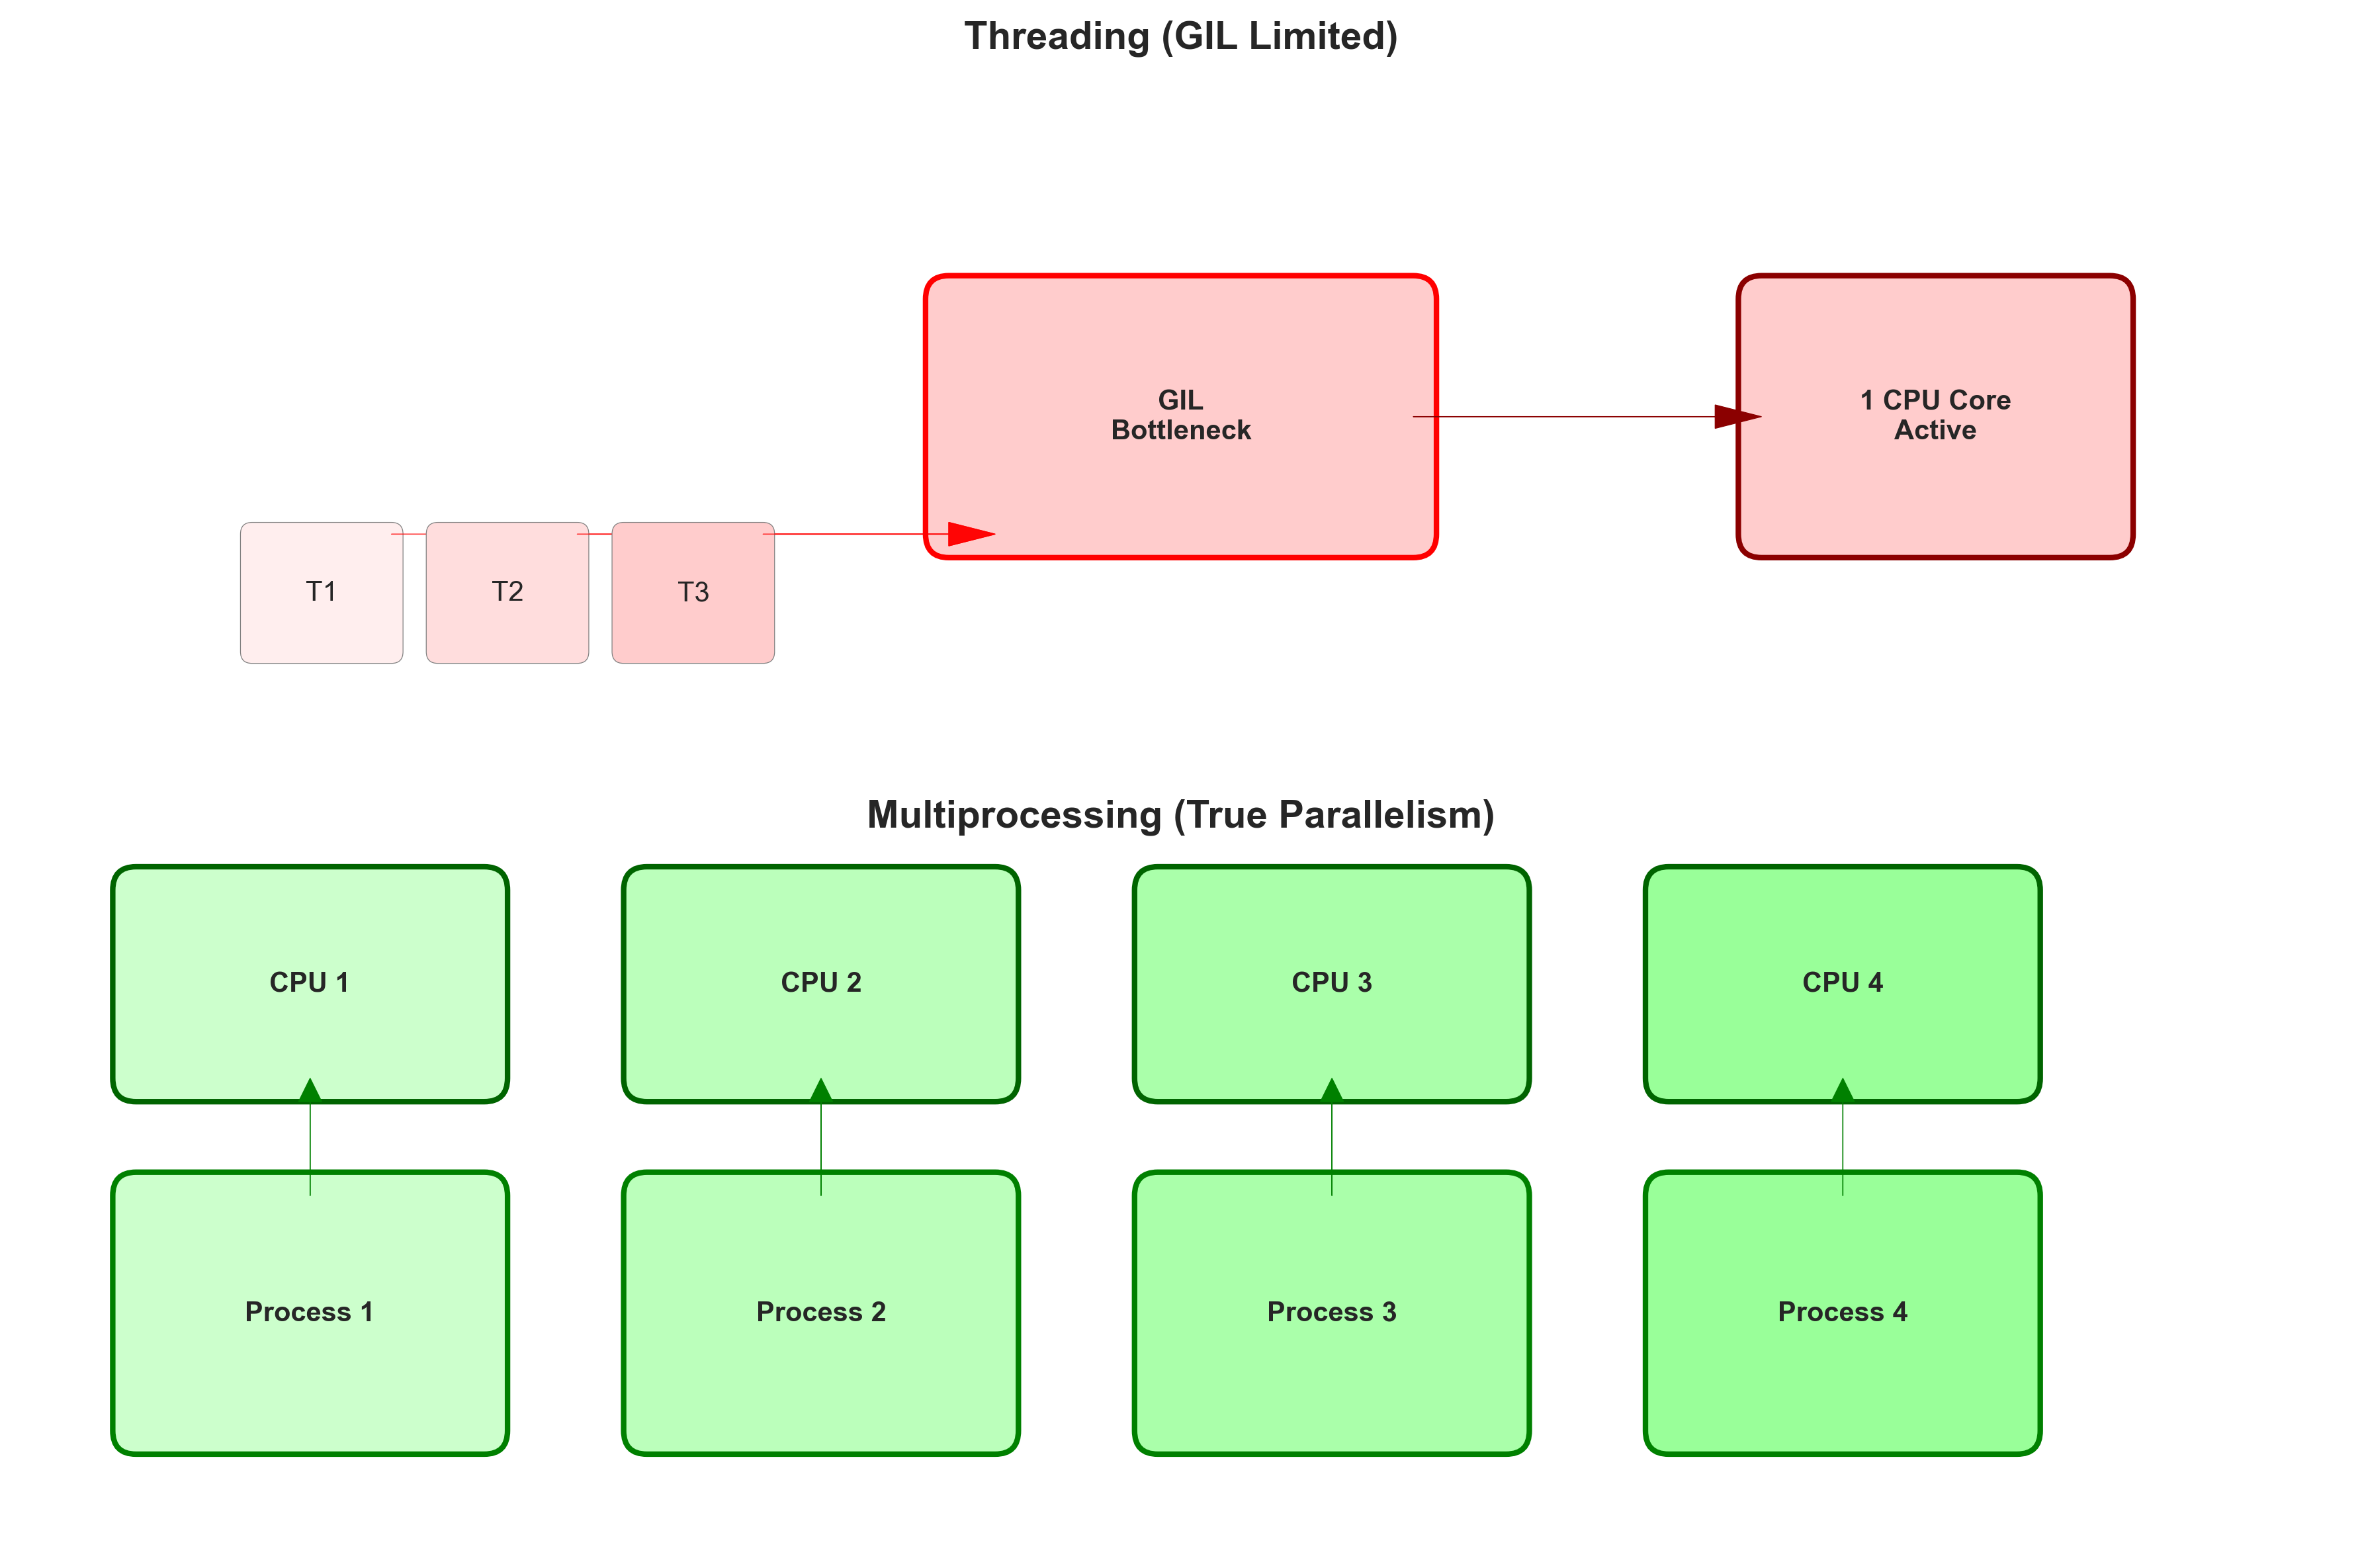 Threading (GIL Limited)
GIL
Bottleneck
1 CPU Core
Active
T1
T2
T3
Multiprocessing (True Parallelism)
CPU 1
CPU 2
CPU 3
CPU 4
Process 1
Process 2
Process 3
Process 4